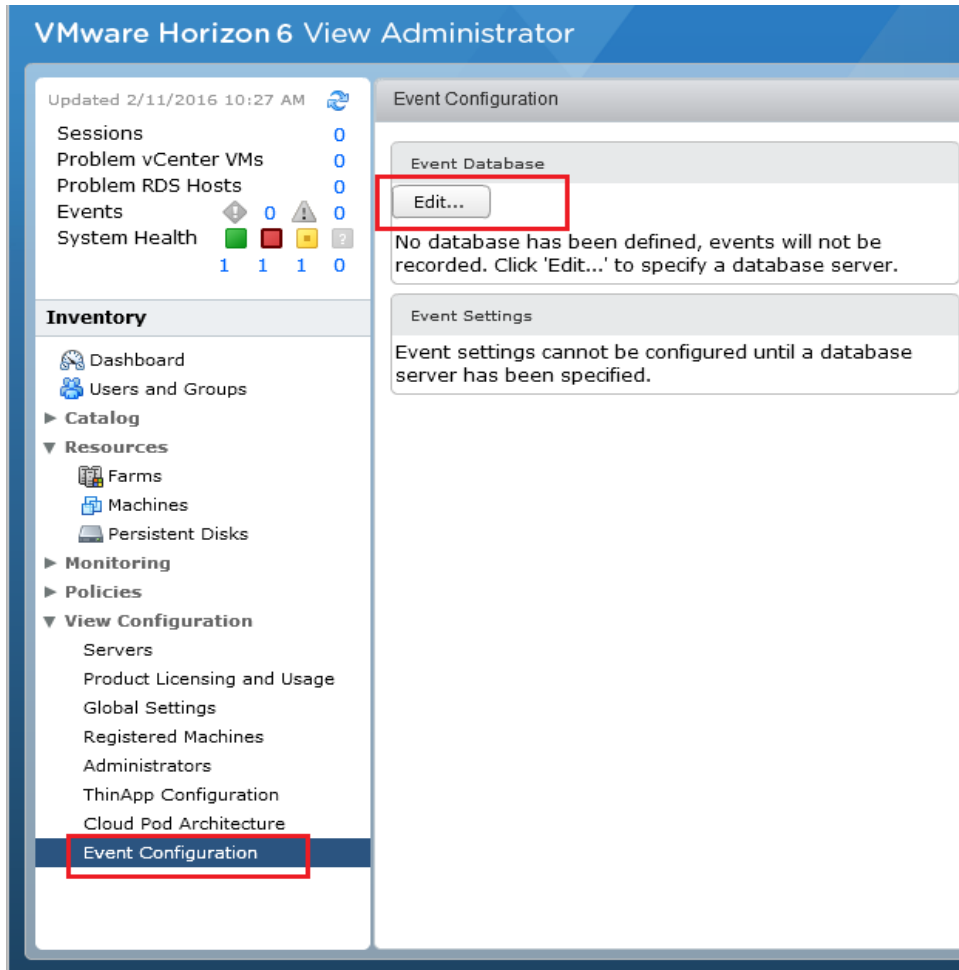 VMware Horizon 6 View Administrator
Updated 2/11/2016 10:27 AM
Sessions 0
Problem vCenter VMs 0
Problem RDS Hosts 0
Events 0 0
System Health ?
1 1 1 0
Inventory
Dashboard
Users and Groups
Catalog
Resources
Farms
Machines
Persistent Disks
Monitoring
Policies
View Configuration
Servers
Product Licensing and Usage
Global Settings
Registered Machines
Administrators
ThinApp Configuration
Cloud Pod Architecture
Event Configuration
Event Configuration
Event Database
Edit...
No database has been defined, events will not be
recorded. Click 'Edit...' to specify a database server.
Event Settings
Event settings cannot be configured until a database
server has been specified.